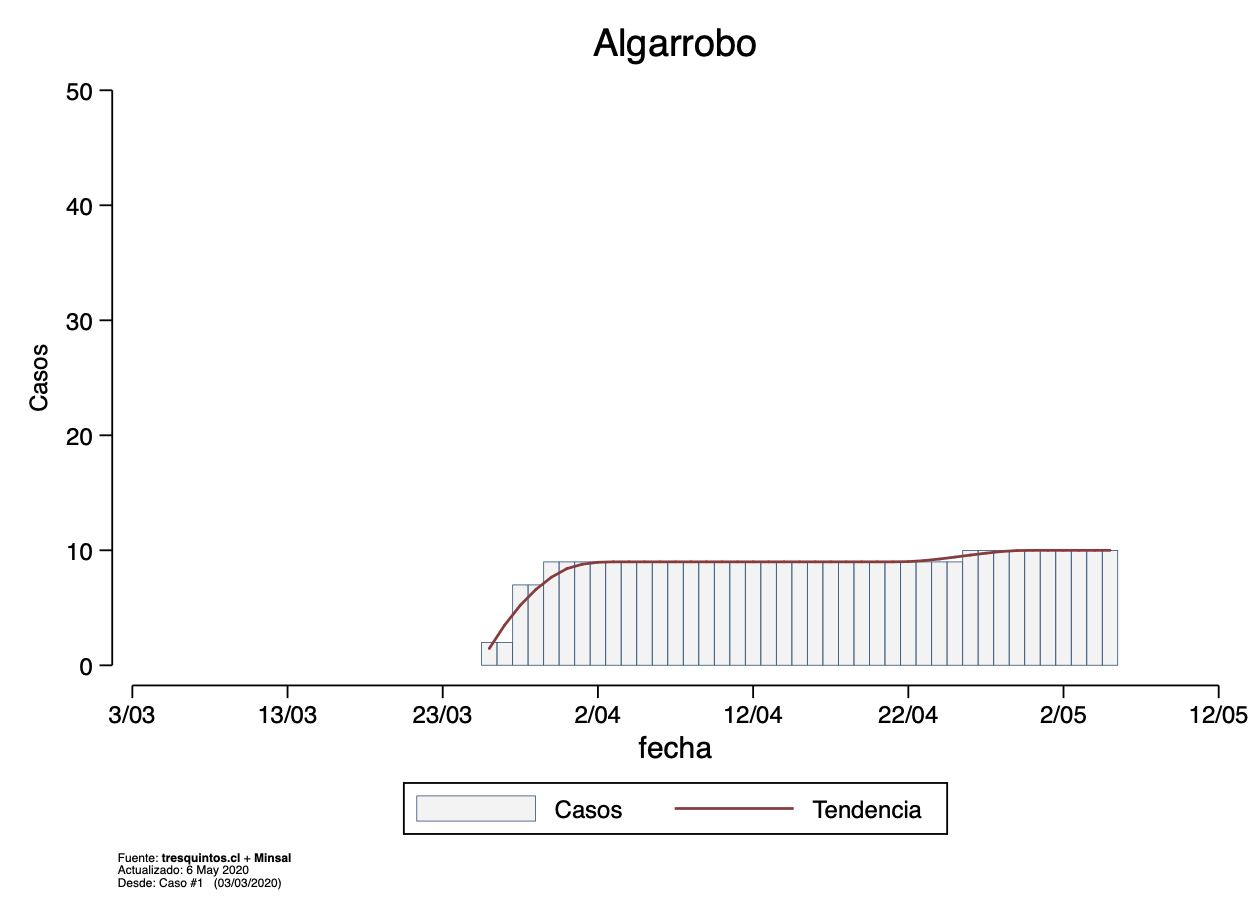 Algarrobo
50
40
30
20
10
0
Casos
3/03 13/03 23/03 2/04 12/04 22/04 2/05 12/05
fecha
Casos Tendencia
Fuente: tresquintos.cl + Minsal
Actualizado: 6 May 2020
Desde: Caso #1 (03/03/2020)